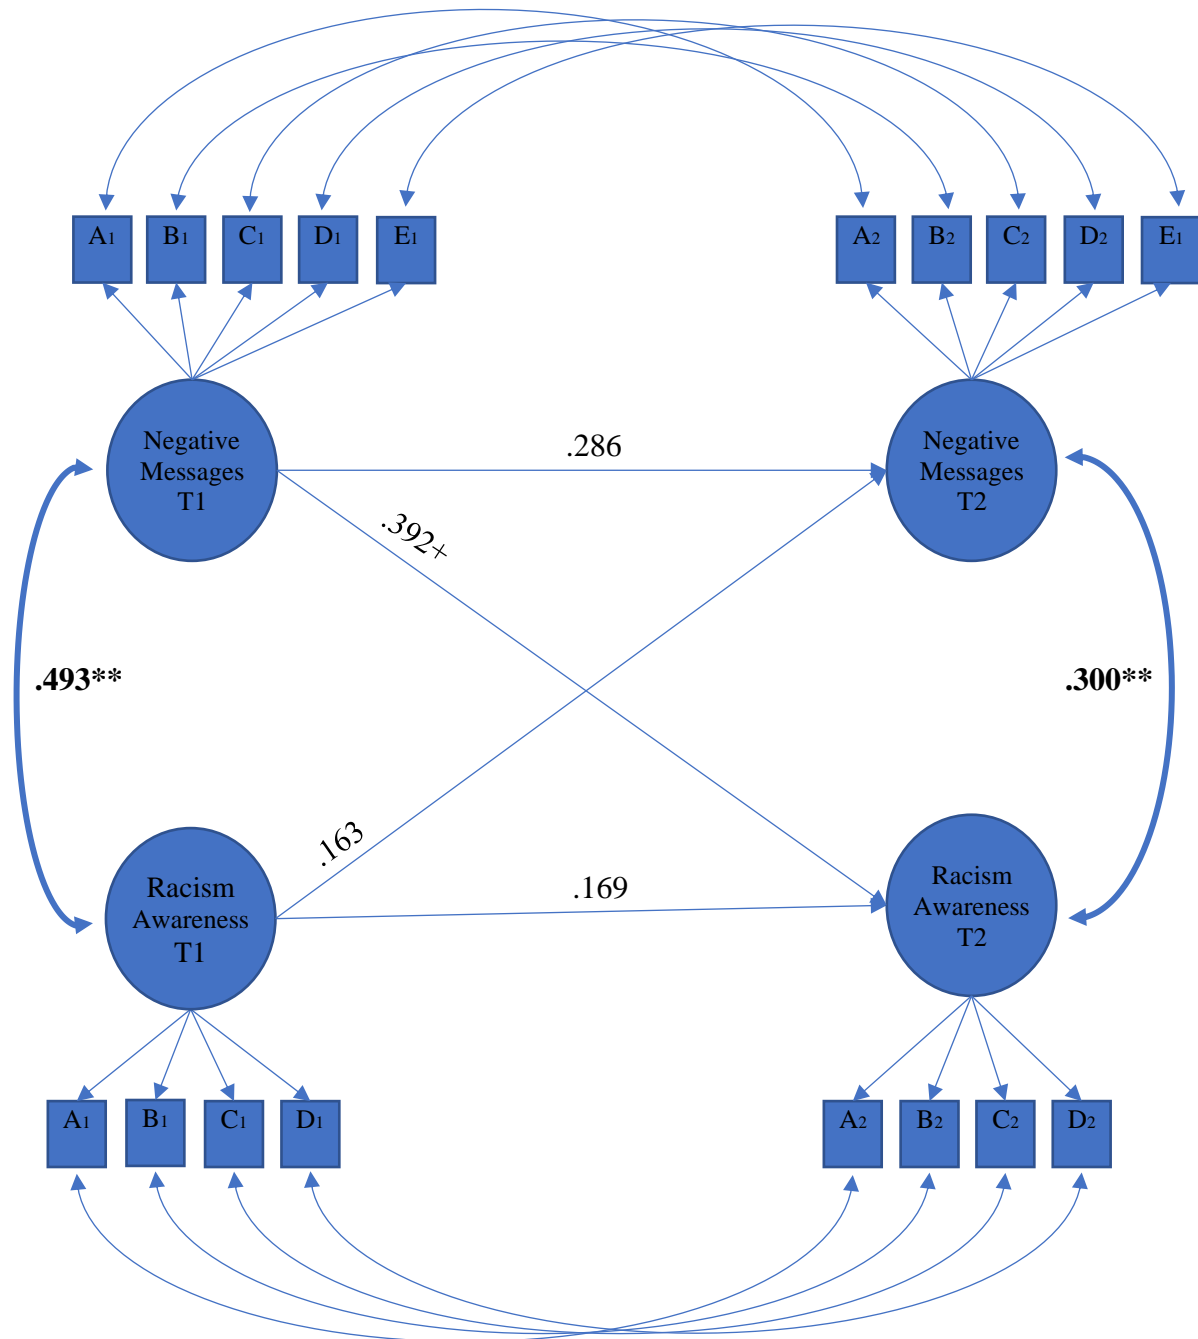 A1 B1 C1 D1 E1
A2 B2 C2 D2 E1
Negative
Messages
T1
.286
Negative
Messages
T2
.392+
.493**
.300**
.163
.169
Racism
Awareness
T1
Racism
Awareness
T2
A1 B1 C1 D1
A2 B2 C2 D2